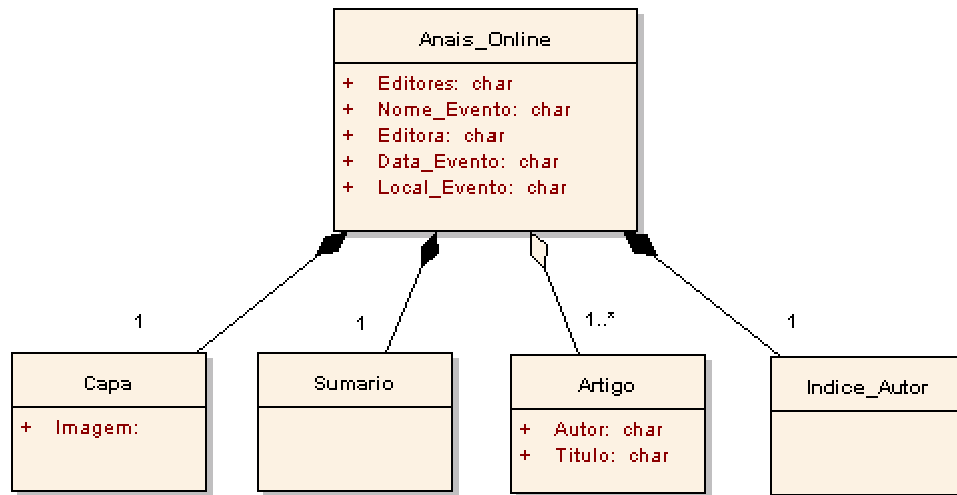 Anais_Online
+ Editores: char
+ Nome_Evento: char
+ Editora: char
+ Data_Evento: char
+ Local_Evento: char
1
1
1..*
1
Capa
+ Imagem:
Sumario
Artigo
+ Autor: char
+ Titulo: char
Indice_Autor